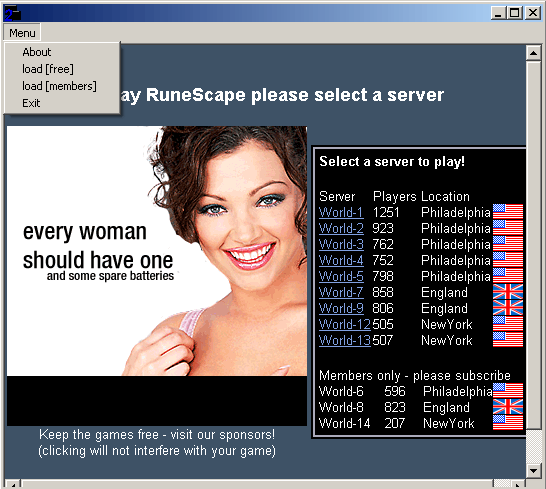 Menu
About
load [free]
load [members]
Exit
ay RuneScape please select a server
every woman
should have one
and some spare batteries
Keep the games free - visit our sponsors!
(clicking will not interfere with your game)
Select a server to play!
Server Players Location
World-1 1251 Philadelphia
World-2 923 Philadelphia
World-3 762 Philadelphia
World-4 752 Philadelphia
World-5 798 Philadelphia
World-7 858 England
World-9 806 England
World-12 505 NewYork
World-13 507 NewYork
Members only - please subscribe
World-6 596 Philadelphia
World-8 823 England
World-14 207 NewYork